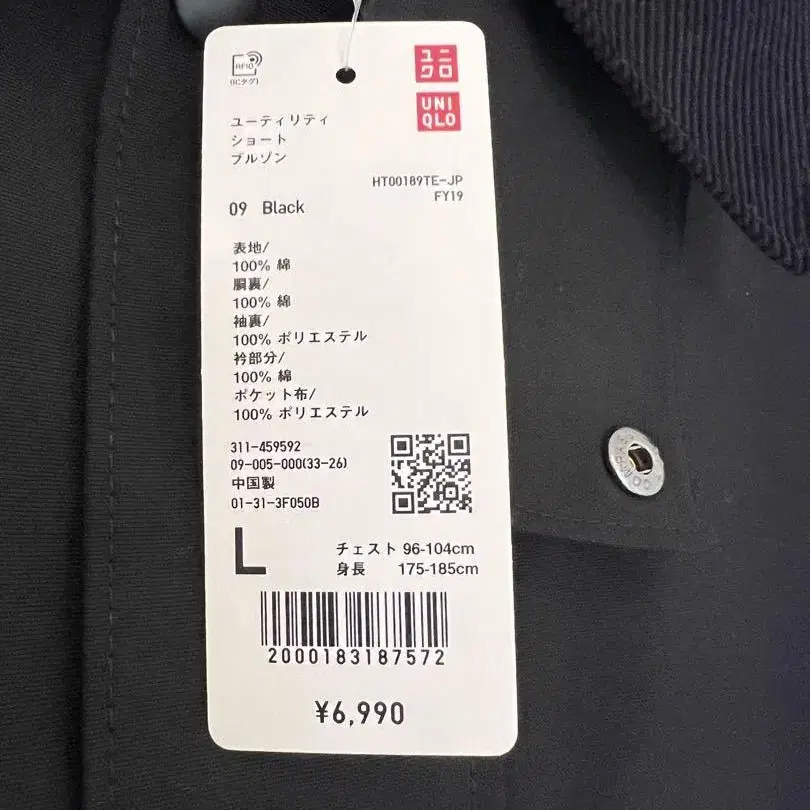 RFID
(ICタグ)
ユニ
クロ
UNI
QLO
ユーティリティ
ショート
ブルゾン
HT00189TE-JP
FY19
09 Black
表地/
100% 綿
胴裏/
100% 綿
袖裏/
100% ポリエステル
衿部分/
100% 綿
ポケット布/
100% ポリエステル
311-459592
09-005-000(33-26)
中国製
01-31-3F050B
L
チェスト 96-104cm
身長 175-185cm
2000183187572
¥6,990